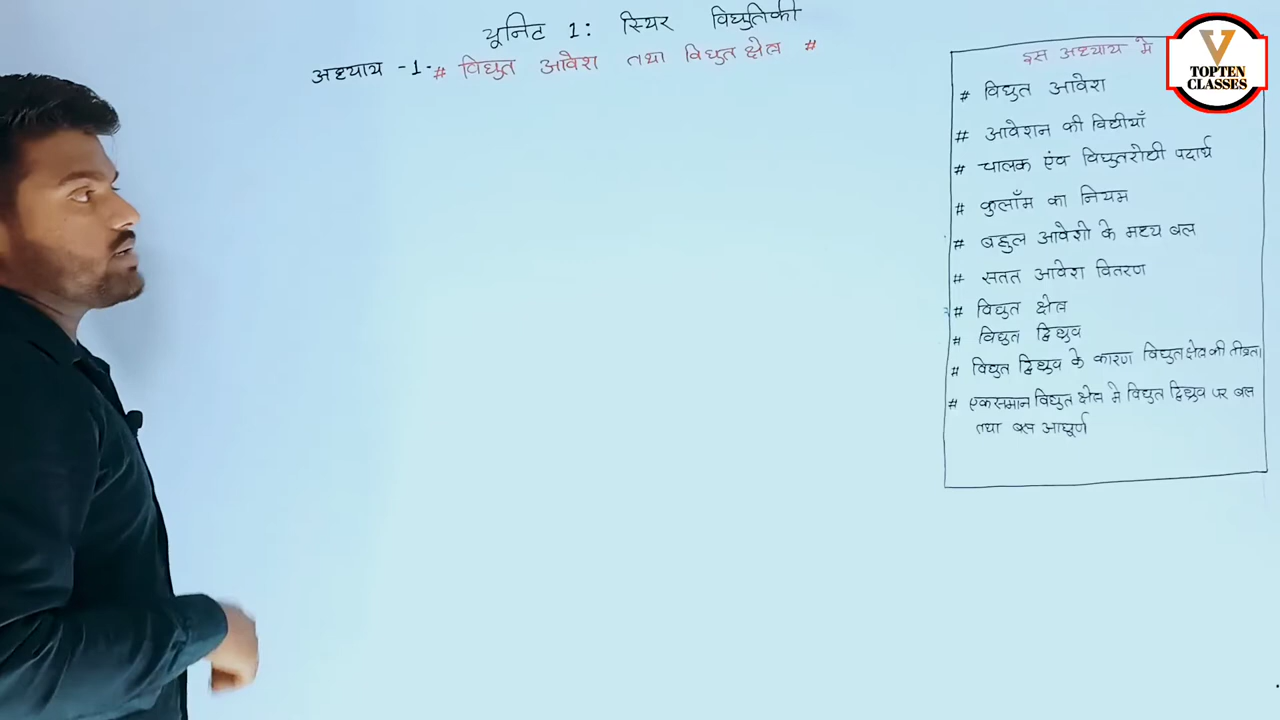 यूनिट 1: स्थिर विद्युतिकी
अध्याय -1- # विद्युत आवेश तथा विद्युत क्षेत्र #
इस अध्याय मे
# विद्युत आवेश
# आवेशन की विधीयाँ
# चालक एंव विद्युतरोधी पदार्थ
# कुलाँम का नियम
# बहुल आवेशो के मध्य बल
# सतत आवेश वितरण
# विद्युत क्षेत्र
# विद्युत द्विध्रुव
# विद्युत द्विध्रुव के कारण विद्युत क्षेत्र की तीव्रता
# एकसमान विद्युत क्षेत्र मे विद्युत द्विध्रुव पर बल
तथा बल आघूर्ण
V
TOPTEN
CLASSES